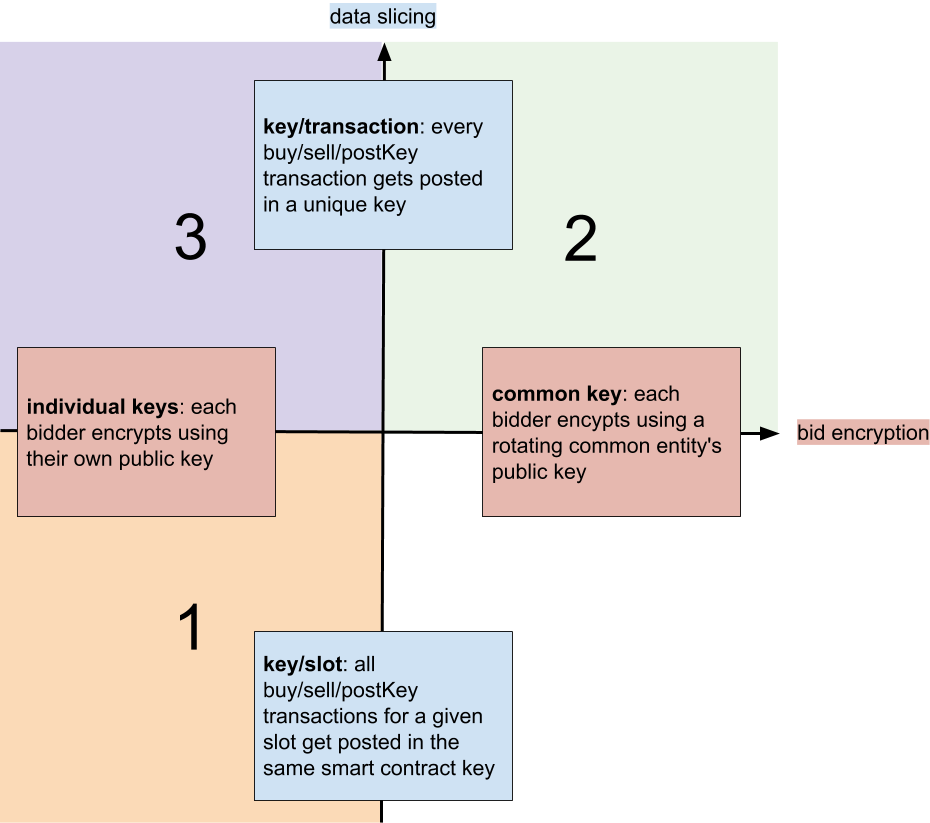 data slicing
key/transaction: every
buy/sell/postKey
transaction gets posted
in a unique key
3
2
individual keys: each
bidder encrypts using
their own public key
common key: each
bidder encypts using a
rotating common entity's
public key
bid encryption
1
key/slot: all
buy/sell/postKey
transactions for a given
slot get posted in the
same smart contract key